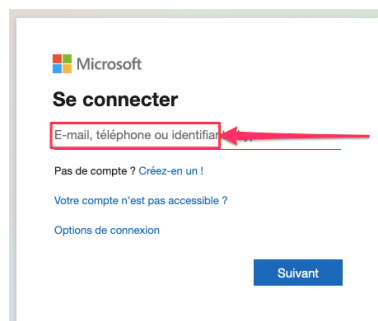 Microsoft
Se connecter
E-mail, téléphone ou identifiant
Pas de compte ? Créez-en un !
Votre compte n'est pas accessible ?
Options de connexion
Suivant